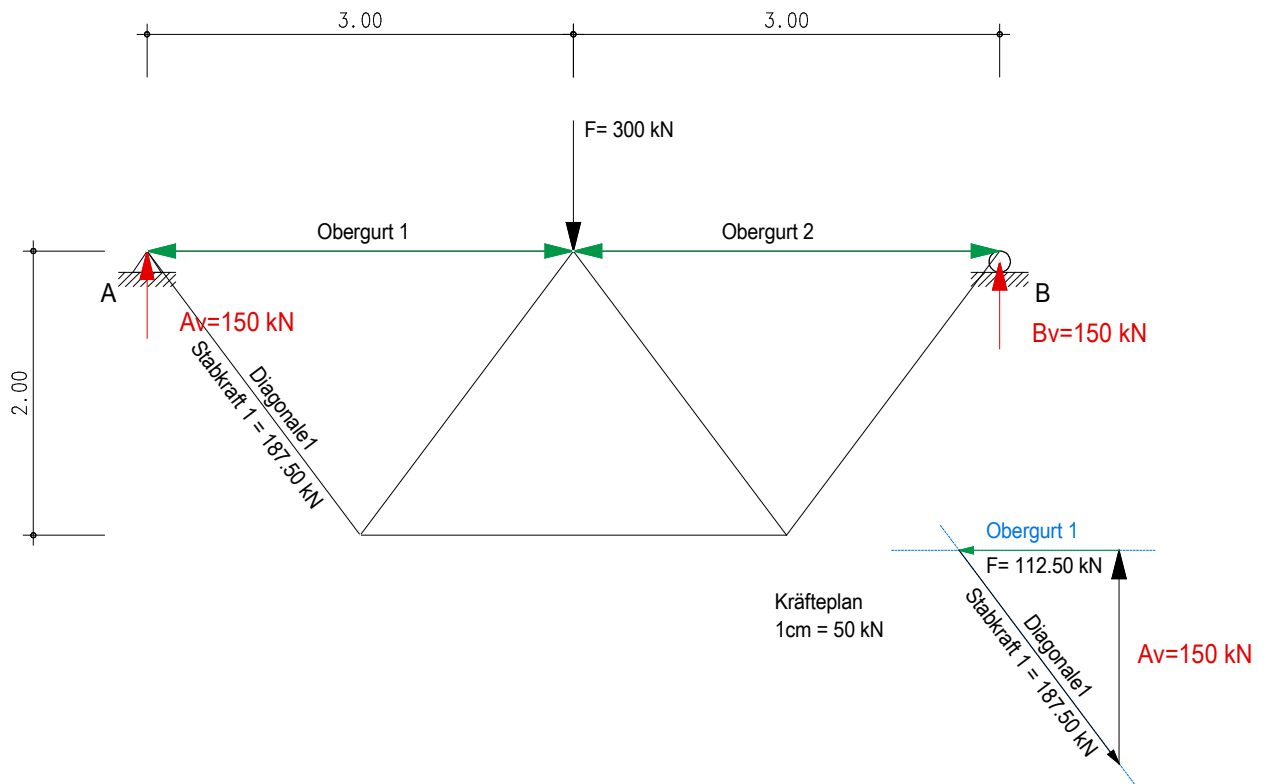 3.00
3.00
F= 300 kN
Obergurt 1
Obergurt 2
A
B
Av=150 kN
Bv=150 kN
2.00
Diagonale1
Stabkraft 1 = 187.50 kN
Obergurt 1
F= 112.50 kN
Kräfteplan
1cm = 50 kN
Diagonale1
Stabkraft 1 = 187.50 kN
Av=150 kN